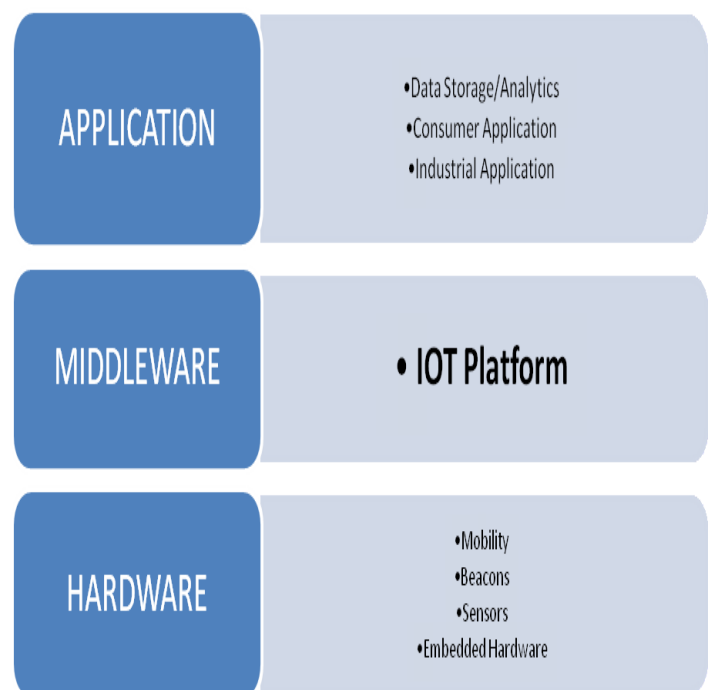 APPLICATION
•Data Storage/Analytics
•Consumer Application
•Industrial Application
MIDDLEWARE
• IOT Platform
HARDWARE
•Mobility
•Beacons
•Sensors
•Embedded Hardware